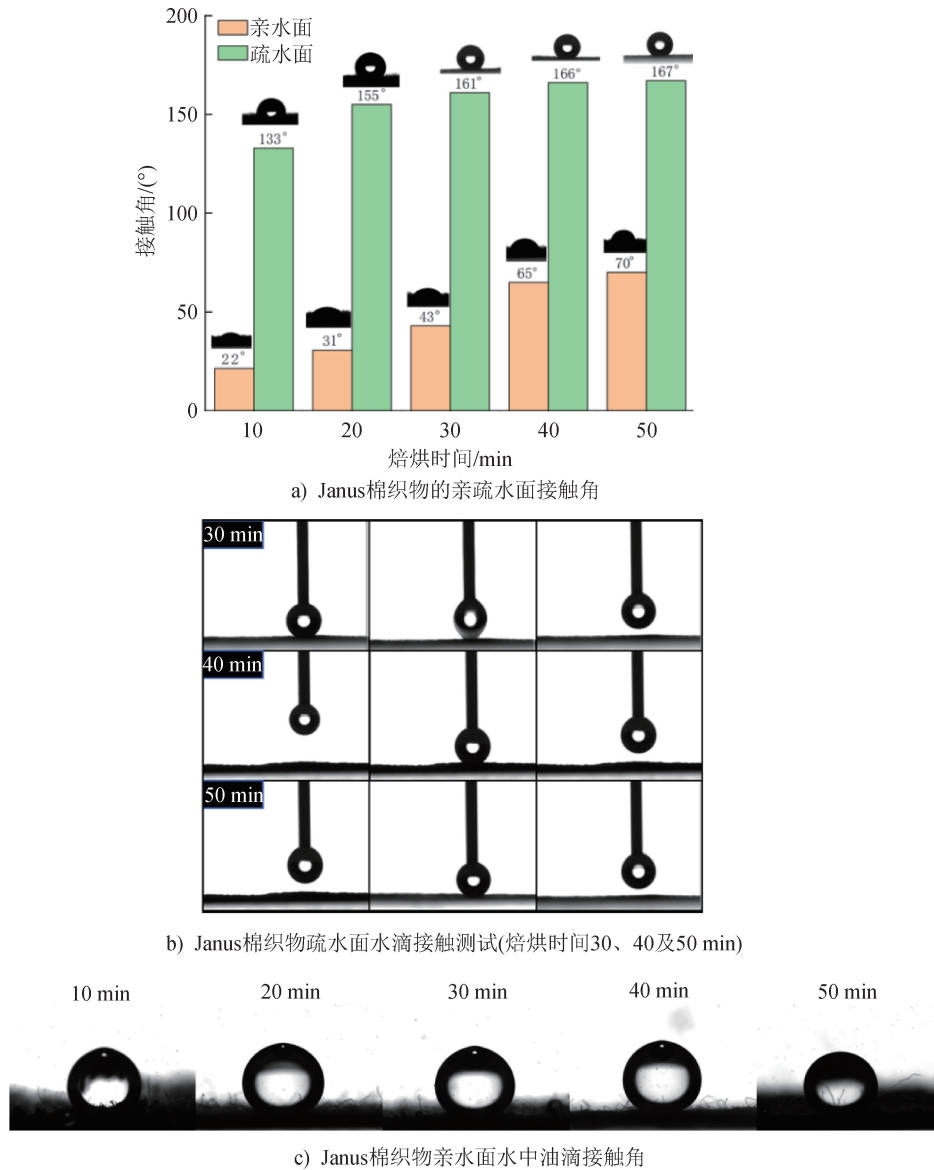 200
亲水面
疏水面
167°
166°
161°
155°
150
133°
接触角/(°)
100
70°
65°
50
43°
31°
22°
0
10 20 30 40 50
焙烘时间/min
a) Janus棉织物的亲疏水面接触角
30 min
40 min
50 min
b) Janus棉织物疏水面水滴接触测试(焙烘时间30、40及50 min)
10 min 20 min 30 min 40 min 50 min
c) Janus棉织物亲水面水中油滴接触角